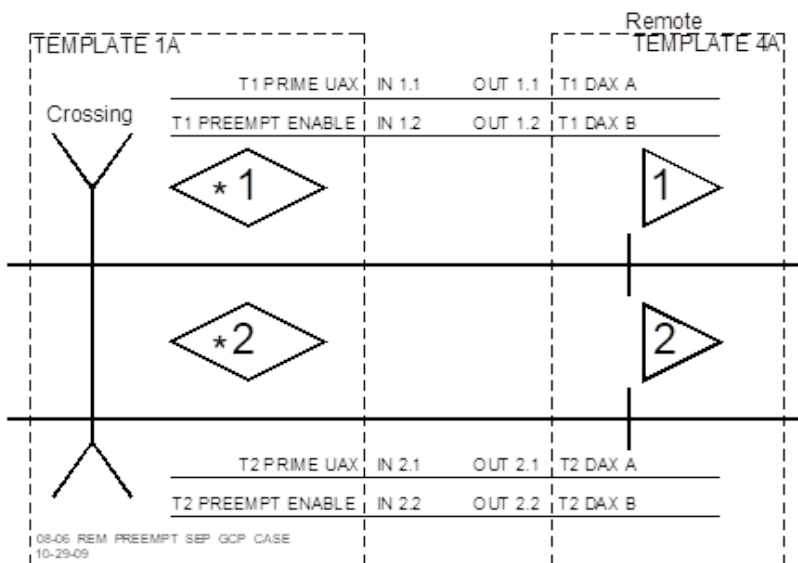 Remote
TEMPLATE 1A TEMPLATE 4A
T1 PRIME UAX IN 1.1 OUT 1.1 T1 DAX A
Crossing
T1 PREEMPT ENABLE IN 1.2 OUT 1.2 T1 DAX B
* 1 1
* 2 2
T2 PRIME UAX IN 2.1 OUT 2.1 T2 DAX A
T2 PREEMPT ENABLE IN 2.2 OUT 2.2 T2 DAX B
08-06 REM PREEMPT SEP GCP CASE
10-29-09